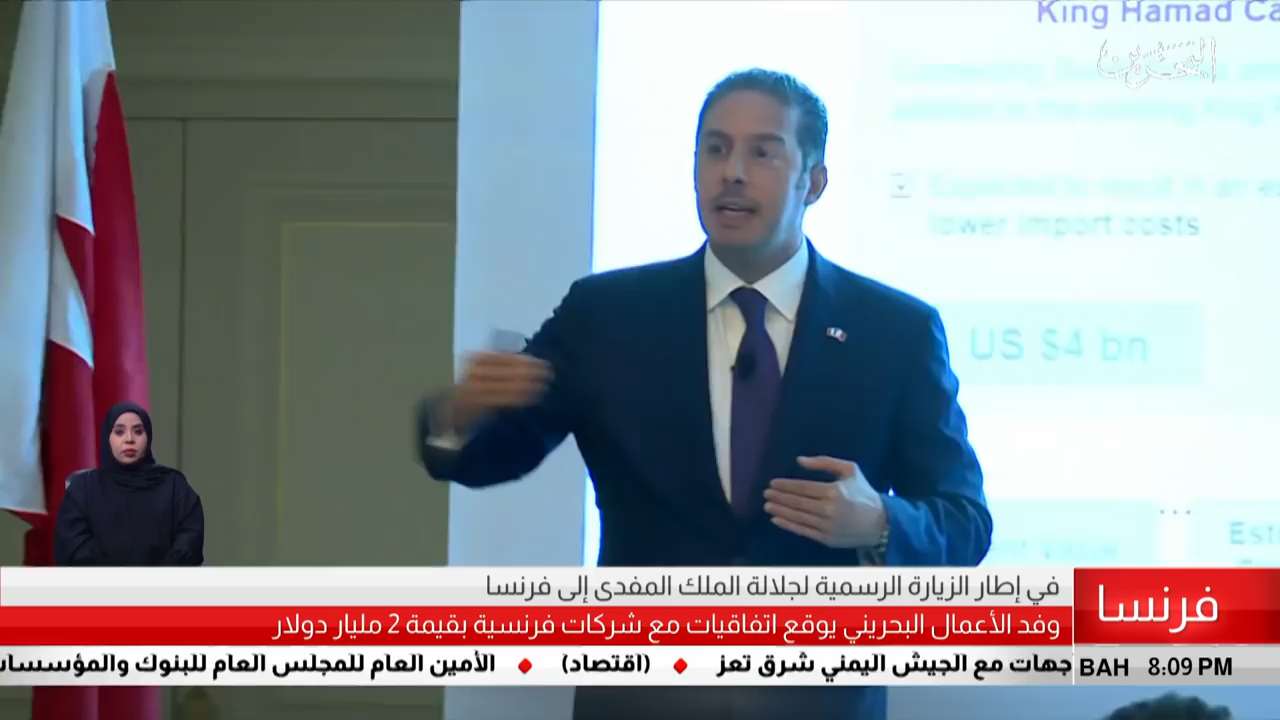 King Hamad Ca
البحرين
lower import costs
US $4 bn
في إطار الزيارة الرسمية لجلالة الملك المفدى إلى فرنسا
فرنسا
وفد الأعمال البحريني يوقع اتفاقيات مع شركات فرنسية بقيمة 2 مليار دولار
جهات مع الجيش اليمني شرق تعز ♦ (اقتصاد) ♦ الأمين العام للمجلس العام للبنوك والمؤسسا
BAH 8:09 PM